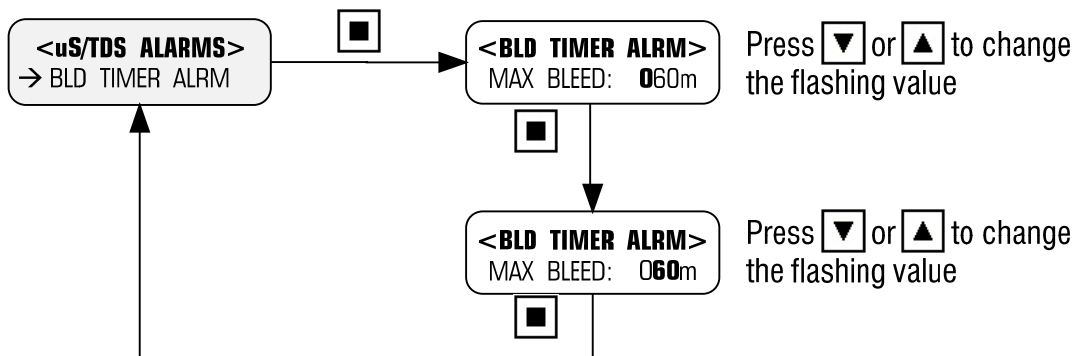 <uS/TDS ALARMS>
→ BLD TIMER ALRM
<BLD TIMER ALRM>
MAX BLEED: 060m
Press ▼ or ▲ to change
the flashing value
<BLD TIMER ALRM>
MAX BLEED: 060m
Press ▼ or ▲ to change
the flashing value